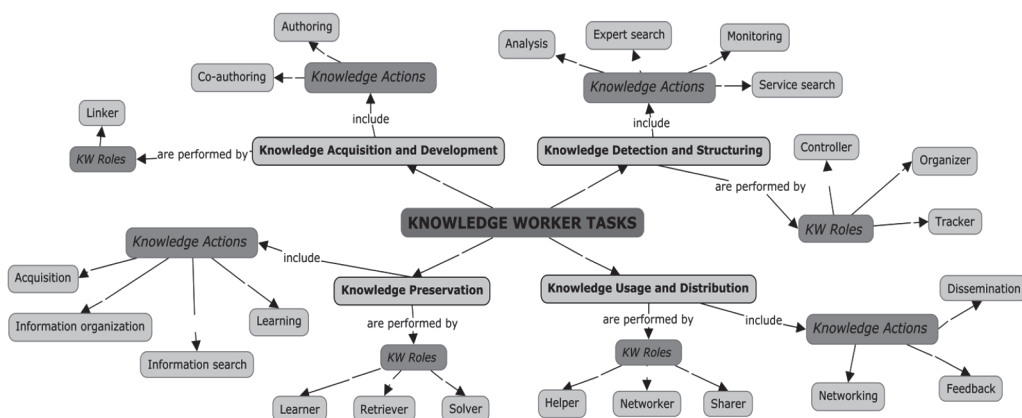 Authoring
Co-authoring
Knowledge Actions
include
Linker
KW Roles
are performed by
Knowledge Acquisition and Development
Analysis
Expert search
Monitoring
Knowledge Actions
Service search
include
Knowledge Detection and Structuring
are performed by
Controller
Organizer
KW Roles
Tracker
KNOWLEDGE WORKER TASKS
Knowledge Actions
include
Acquisition
Information organization
Information search
Learning
Knowledge Preservation
are performed by
KW Roles
Learner
Retriever
Solver
Knowledge Usage and Distribution
are performed by
include
KW Roles
Helper
Networker
Sharer
Knowledge Actions
Dissemination
Networking
Feedback